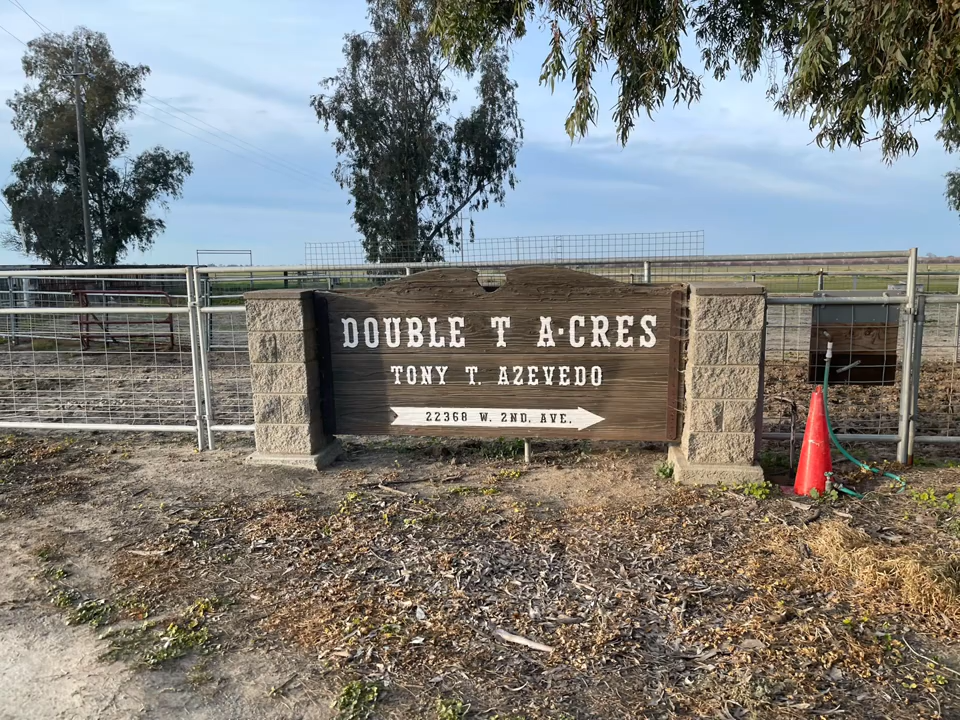 DOUBLE T A·CRES
TONY T. AZEVEDO
22368 W. 2ND. AVE.